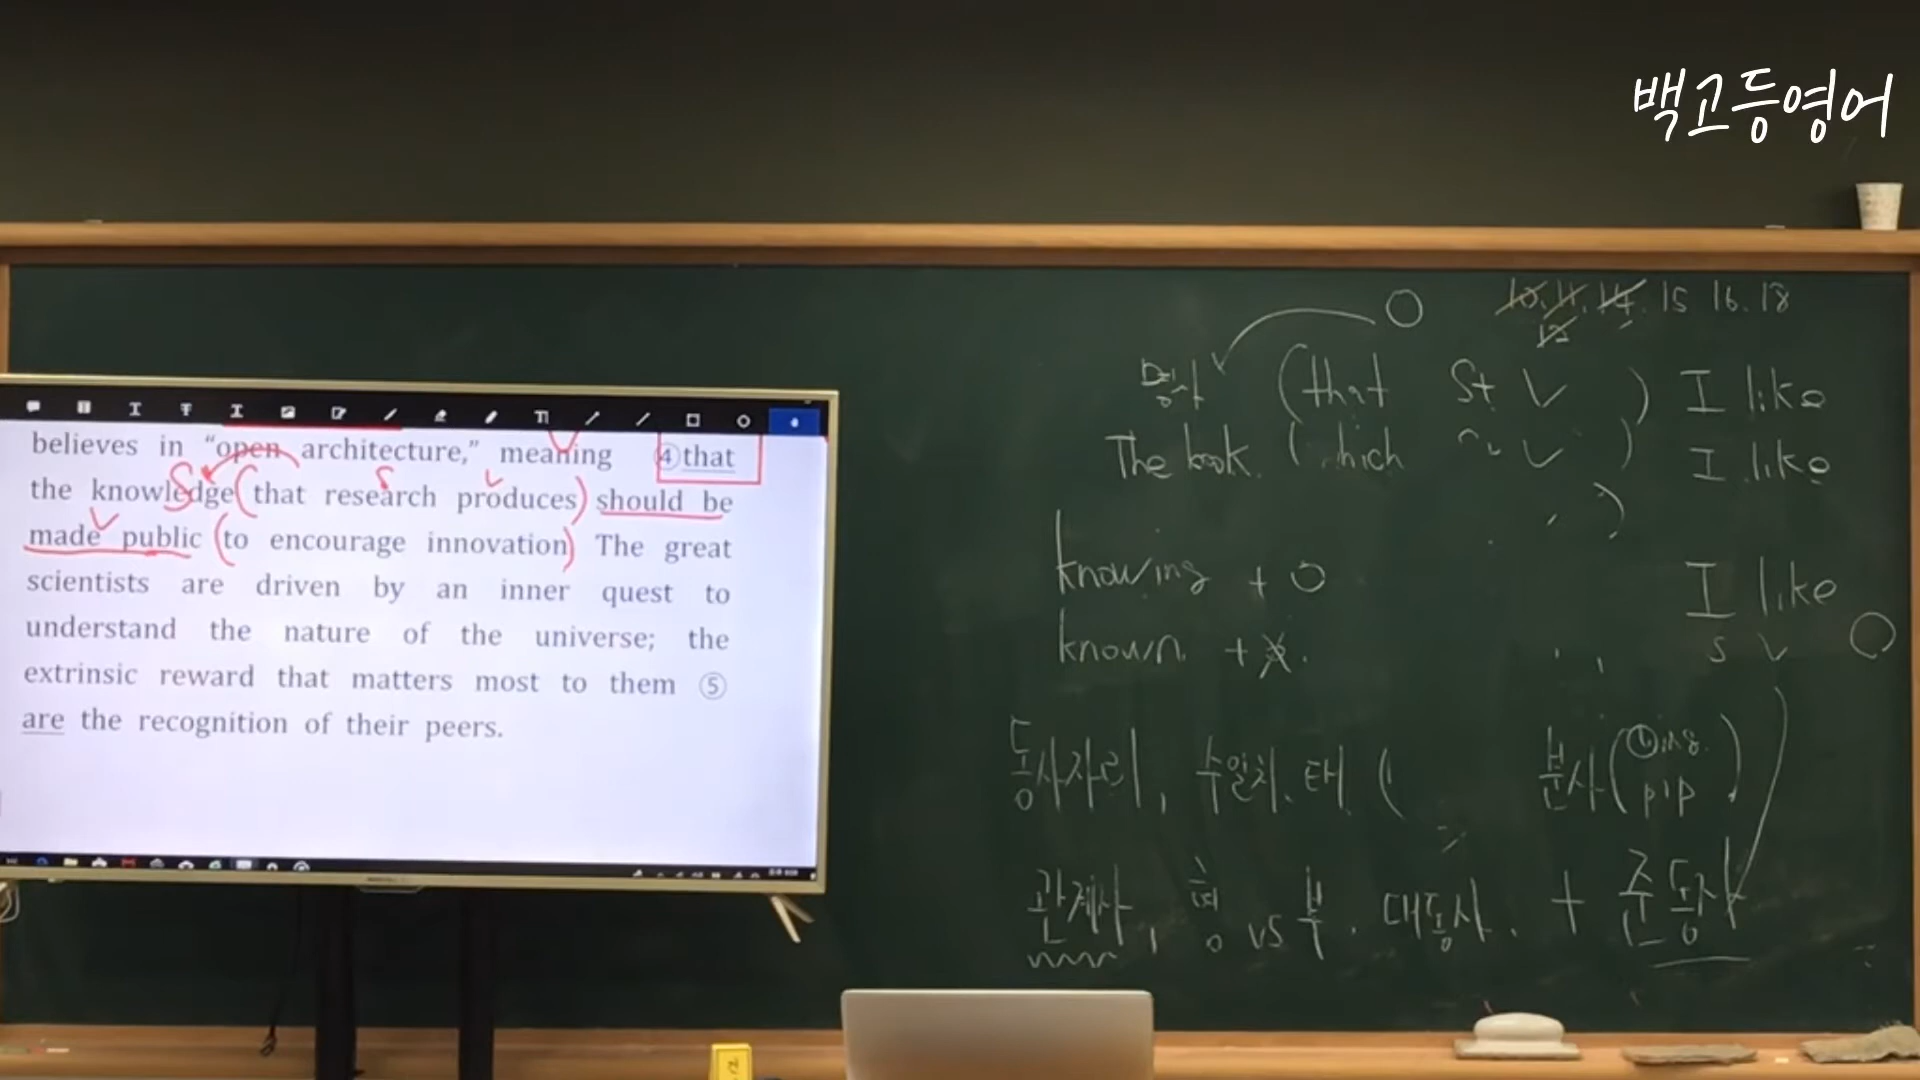 백고등영어
believes in “open architecture,” meaning ④that
the knowledge(that research produces) should be
made public (to encourage innovation) The great
scientists are driven by an inner quest to
understand the nature of the universe; the
extrinsic reward that matters most to them ⑤
are the recognition of their peers.
S
S
V
V
10. 11. 14. 15 16. 18
12
명사 (that S+ V ) I like
The book. (which V ) I like
knowing + O
known + X.
I like
S V O
동사자리, 수일치. 태 ( 분사( ①ing. p.p )
관계사, 형 vs 부. 대동사. + 준동사